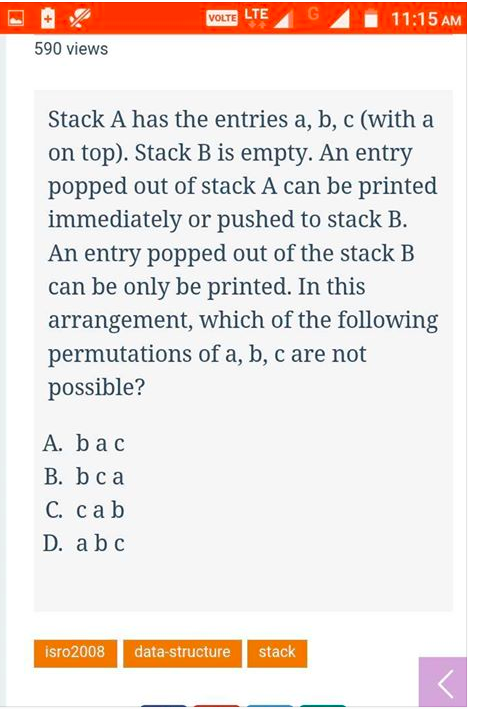 VOLTE LTE G 11:15 AM
590 views
Stack A has the entries a, b, c (with a
on top). Stack B is empty. An entry
popped out of stack A can be printed
immediately or pushed to stack B.
An entry popped out of the stack B
can be only be printed. In this
arrangement, which of the following
permutations of a, b, c are not
possible?
A. b a c
B. b c a
C. c a b
D. a b c
isro2008 data-structure stack